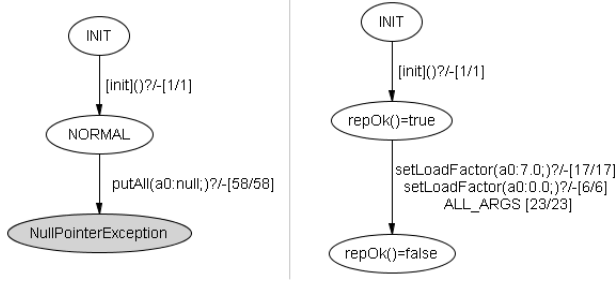 INIT
[init]()?/-[1/1]
NORMAL
putAll(a0:null;)?/-[58/58]
NullPointerException
INIT
[init]()?/-[1/1]
repOk()=true
setLoadFactor(a0:7.0;)?/-[17/17]
setLoadFactor(a0:0.0;)?/-[6/6]
ALL_ARGS [23/23]
repOk()=false